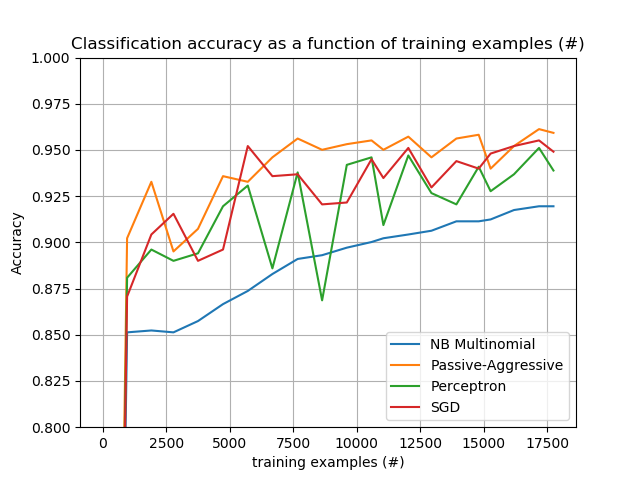 Classification accuracy as a function of training examples (#)
1.000
0.975
0.950
0.925
0.900
0.875
0.850
0.825
0.800
Accuracy
NB Multinomial
Passive-Aggressive
Perceptron
SGD
0 2500 5000 7500 10000 12500 15000 17500
training examples (#)